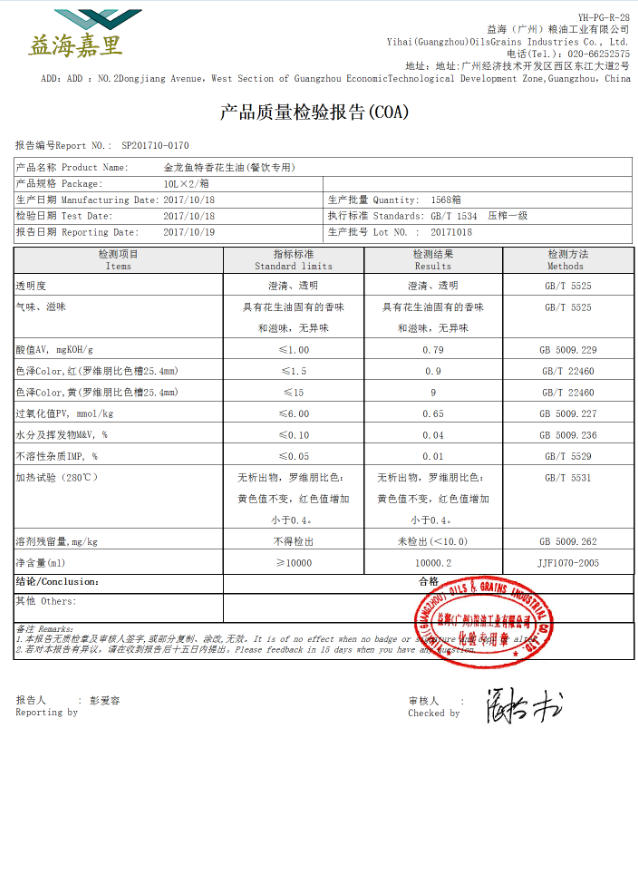 益海嘉里
YH-PG-R-28
益海（广州）粮油工业有限公司
Yihai(Guangzhou)OilsGrains Industries Co., Ltd.
电话(Tel.): 020-66252575
地址: 地址:广州经济技术开发区西区东江大道2号
ADD: ADD : NO.2Dongjiang Avenue, West Section of Guangzhou EconomicTechnological Development Zone,Guangzhou, China
产品质量检验报告(COA)
报告编号Report NO.: SP201710-0170
产品名称 Product Name: 金龙鱼特香花生油(餐饮专用)
产品规格 Package: 10L×2/箱
生产日期 Manufacturing Date: 2017/10/18 生产批量 Quantity: 1568箱
检验日期 Test Date: 2017/10/18 执行标准 Standards: GB/T 1534 压榨一级
报告日期 Reporting Date: 2017/10/19 生产批号 Lot NO. : 20171018
检测项目 指标标准 检测结果 检测方法
Items Standard limits Results Methods
透明度 澄清、透明 澄清、透明 GB/T 5525
气味、滋味 具有花生油固有的香味 具有花生油固有的香味 GB/T 5525
和滋味，无异味 和滋味，无异味
酸值AV, mgKOH/g ≤1.00 0.79 GB 5009.229
色泽Color,红(罗维朋比色槽25.4mm) ≤1.5 0.9 GB/T 22460
色泽Color,黄(罗维朋比色槽25.4mm) ≤15 9 GB/T 22460
过氧化值PV, mmol/kg ≤6.00 0.65 GB 5009.227
水分及挥发物M&V, % ≤0.10 0.04 GB 5009.236
不溶性杂质IMP, % ≤0.05 0.01 GB/T 5529
加热试验（280℃） 无析出物，罗维朋比色: 无析出物，罗维朋比色: GB/T 5531
黄色值不变，红色值增加 黄色值不变，红色值增加
小于0.4。 小于0.4。
溶剂残留量,mg/kg 不得检出 未检出(<10.0) GB 5009.262
净含量(ml) ≥10000 10000.2 JJF1070-2005
结论/Conclusion: 合格
其他 Others:
YIHAI(GUANGZHOU) OILS & GRAINS INDUSTRIAL CO.,LTD.
益海(广州)粮油工业有限公司
化验专用章
备注 Remarks:
1.本报告无质检章及审核人签字,或部分复制、涂改,无效。It is of no effect when no badge or signature and copy or alter
2.若对本报告有异议，请在收到报告后十五日内提出。Please feedback in 15 days when you have any question.
报告人 : 彭爱容 审核人 :
Reporting by Checked by